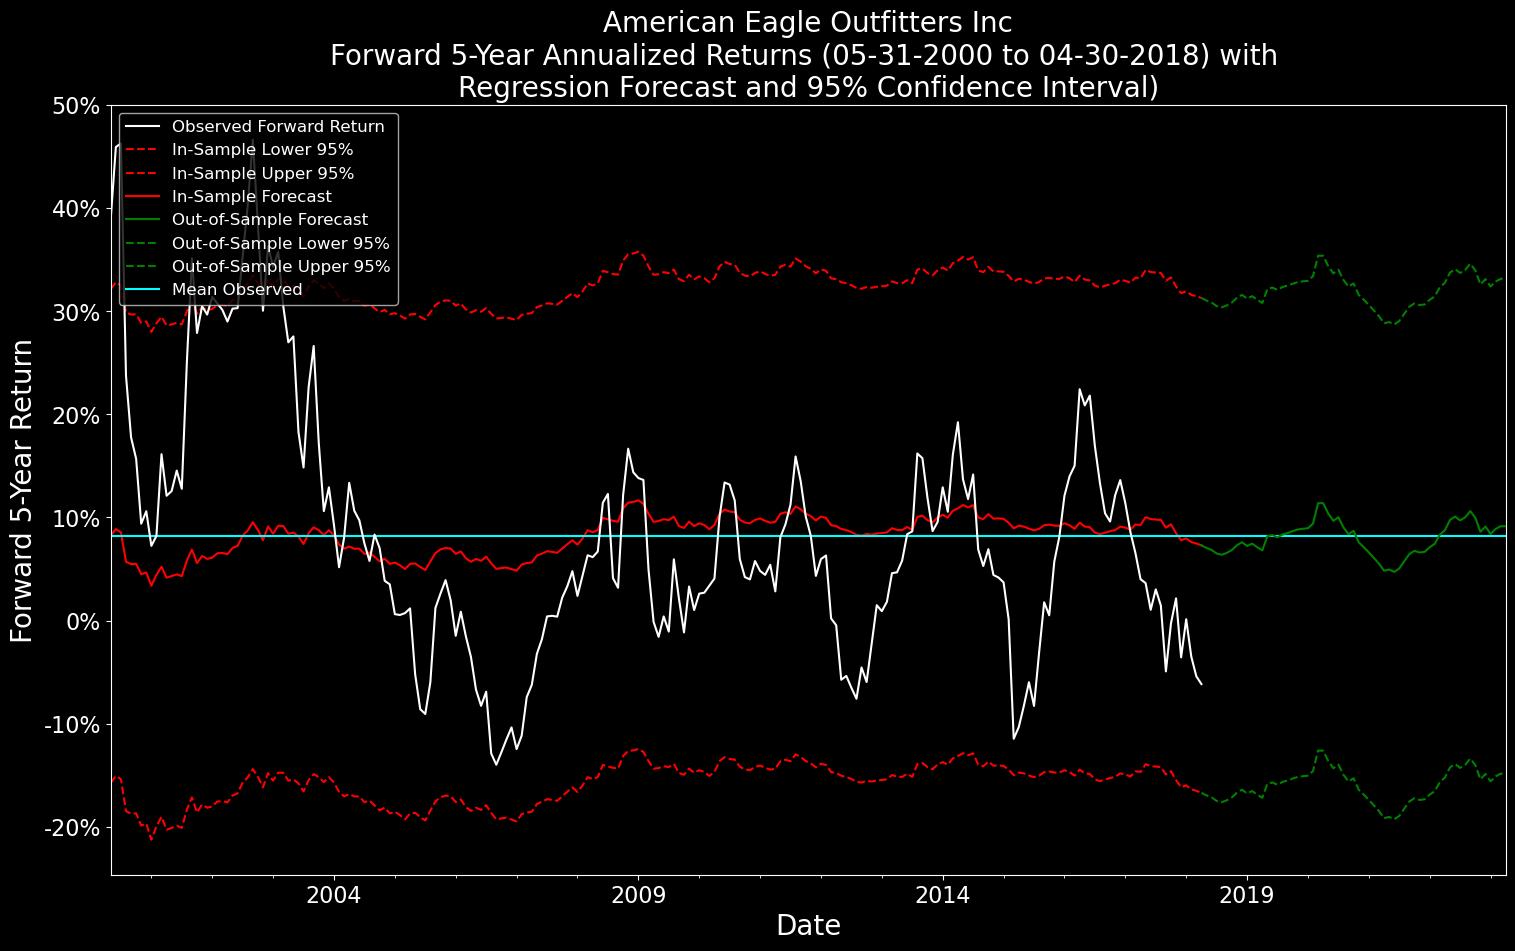 American Eagle Outfitters Inc
Forward 5-Year Annualized Returns (05-31-2000 to 04-30-2018) with
Regression Forecast and 95% Confidence Interval)
50%
40%
30%
20%
10%
0%
-10%
-20%
Forward 5-Year Return
Observed Forward Return
In-Sample Lower 95%
In-Sample Upper 95%
In-Sample Forecast
Out-of-Sample Forecast
Out-of-Sample Lower 95%
Out-of-Sample Upper 95%
Mean Observed
2004
2009
2014
2019
Date